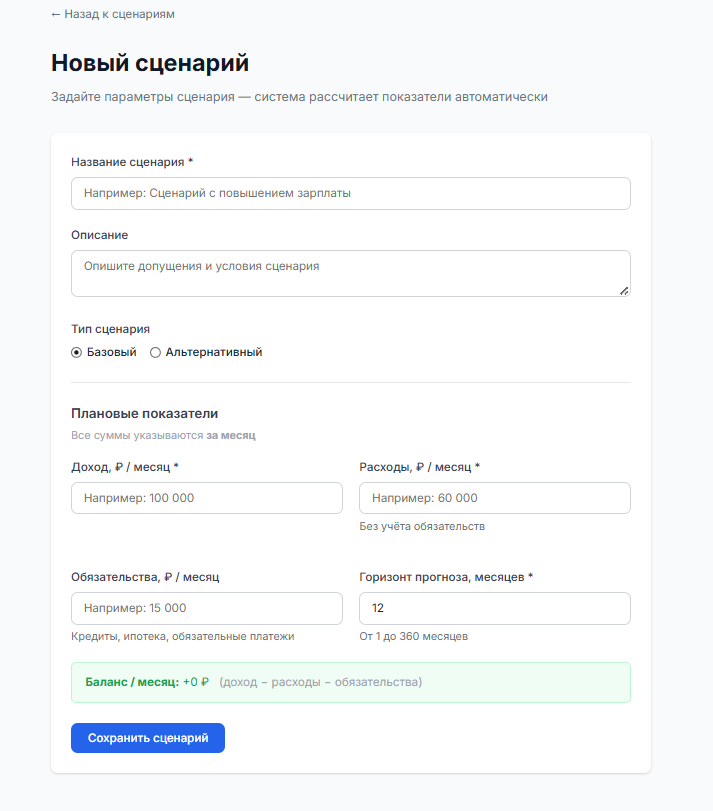 ← Назад к сценариям
Новый сценарий
Задайте параметры сценария — система рассчитает показатели автоматически
Название сценария *
Например: Сценарий с повышением зарплаты
Описание
Опишите допущения и условия сценария
Тип сценария
Базовый Альтернативный
Плановые показатели
Все суммы указываются за месяц
Доход, ₽ / месяц * Расходы, ₽ / месяц *
Например: 100 000 Например: 60 000
Без учёта обязательств
Обязательства, ₽ / месяц Горизонт прогноза, месяцев *
Например: 15 000 12
Кредиты, ипотека, обязательные платежи От 1 до 360 месяцев
Баланс / месяц: +0 ₽ (доход − расходы − обязательства)
Сохранить сценарий